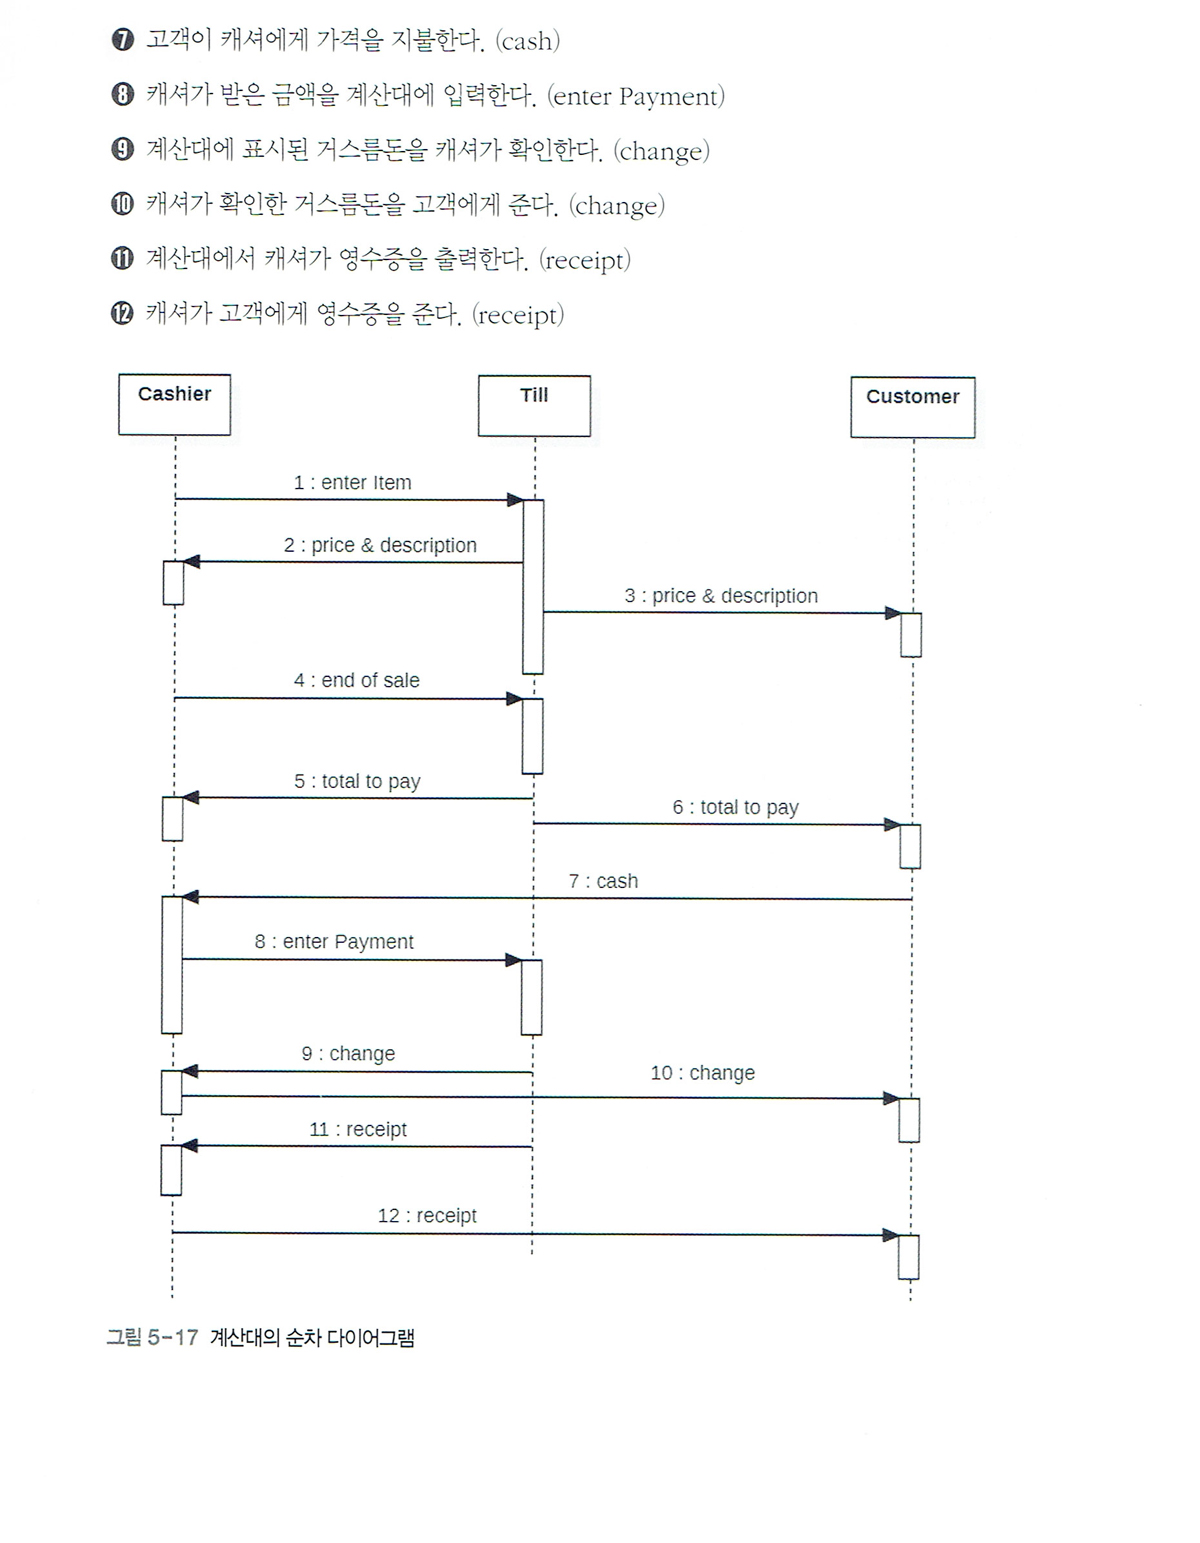 ❼ 고객이 캐셔에게 가격을 지불한다. (cash)
❽ 캐셔가 받은 금액을 계산대에 입력한다. (enter Payment)
❾ 계산대에 표시된 거스름돈을 캐셔가 확인한다. (change)
❿ 캐셔가 확인한 거스름돈을 고객에게 준다. (change)
⓫ 계산대에서 캐셔가 영수증을 출력한다. (receipt)
⓬ 캐셔가 고객에게 영수증을 준다. (receipt)
Cashier
Till
Customer
1 : enter Item
2 : price & description
3 : price & description
4 : end of sale
5 : total to pay
6 : total to pay
7 : cash
8 : enter Payment
9 : change
10 : change
11 : receipt
12 : receipt
그림 5-17 계산대의 순차 다이어그램